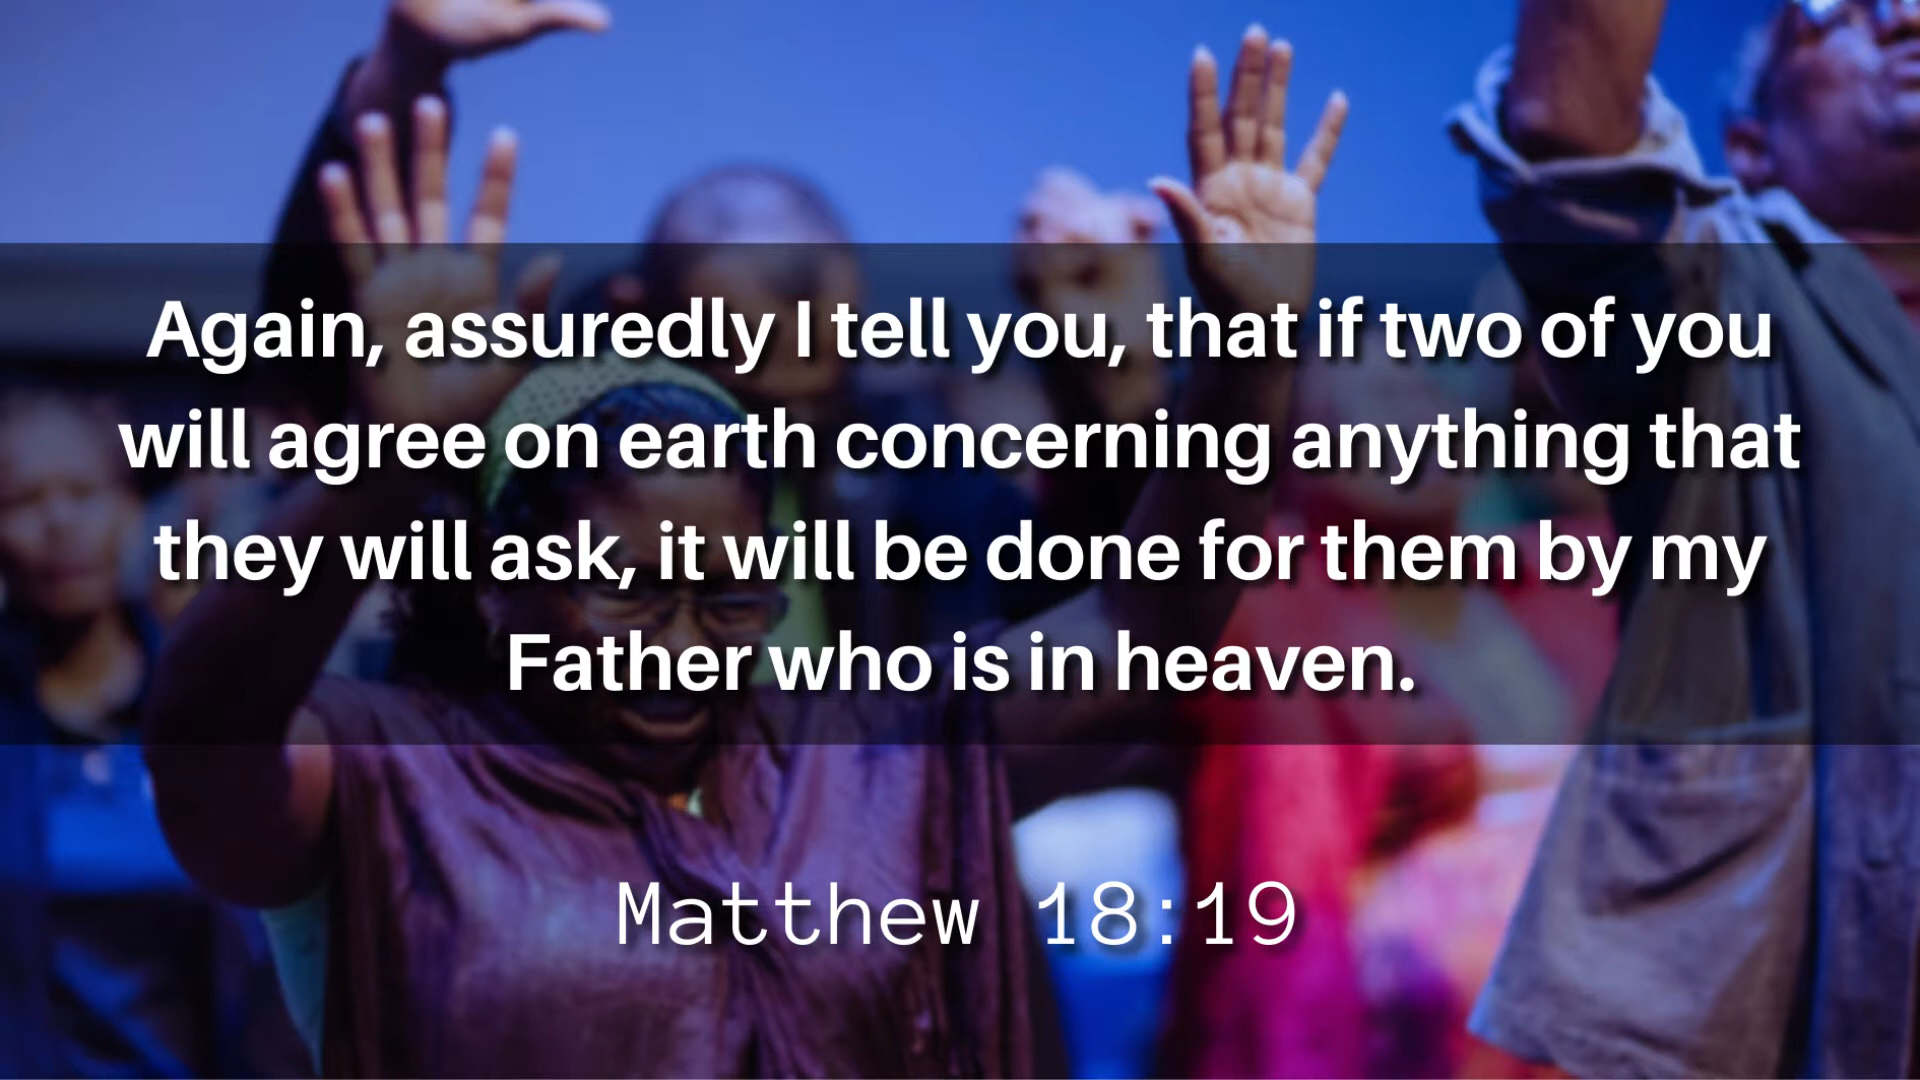 Again, assuredly I tell you, that if two of you
will agree on earth concerning anything that
they will ask, it will be done for them by my
Father who is in heaven.
Matthew 18:19